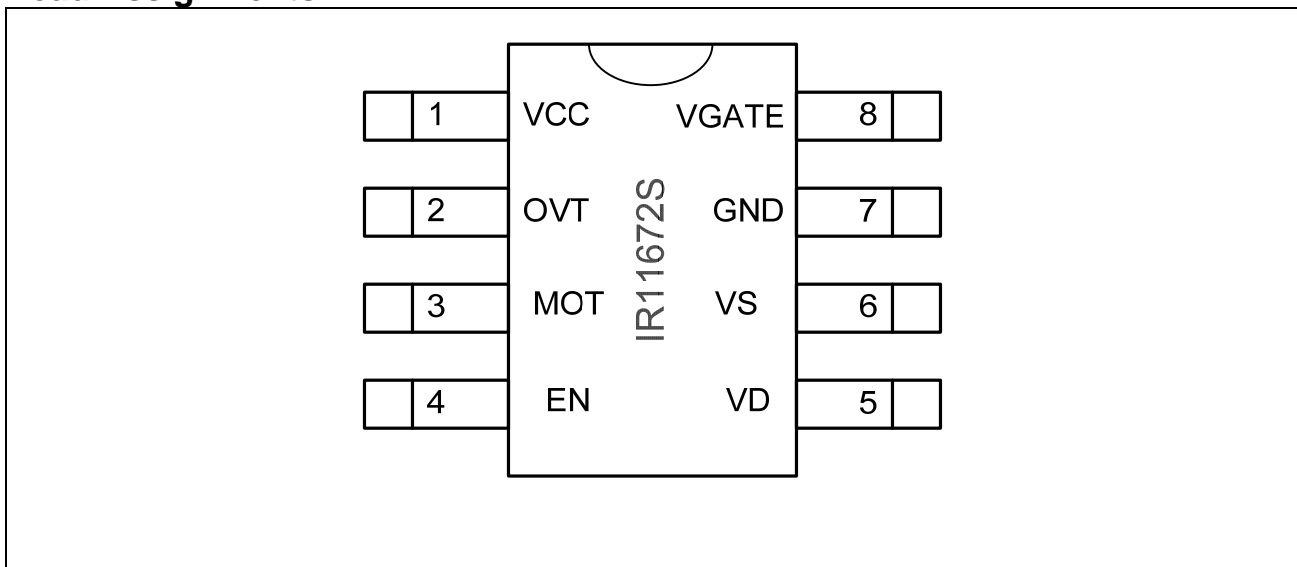 1 VCC VGATE 8
2 OVT GND 7
3 MOT VS 6
4 EN VD 5
IR11672S